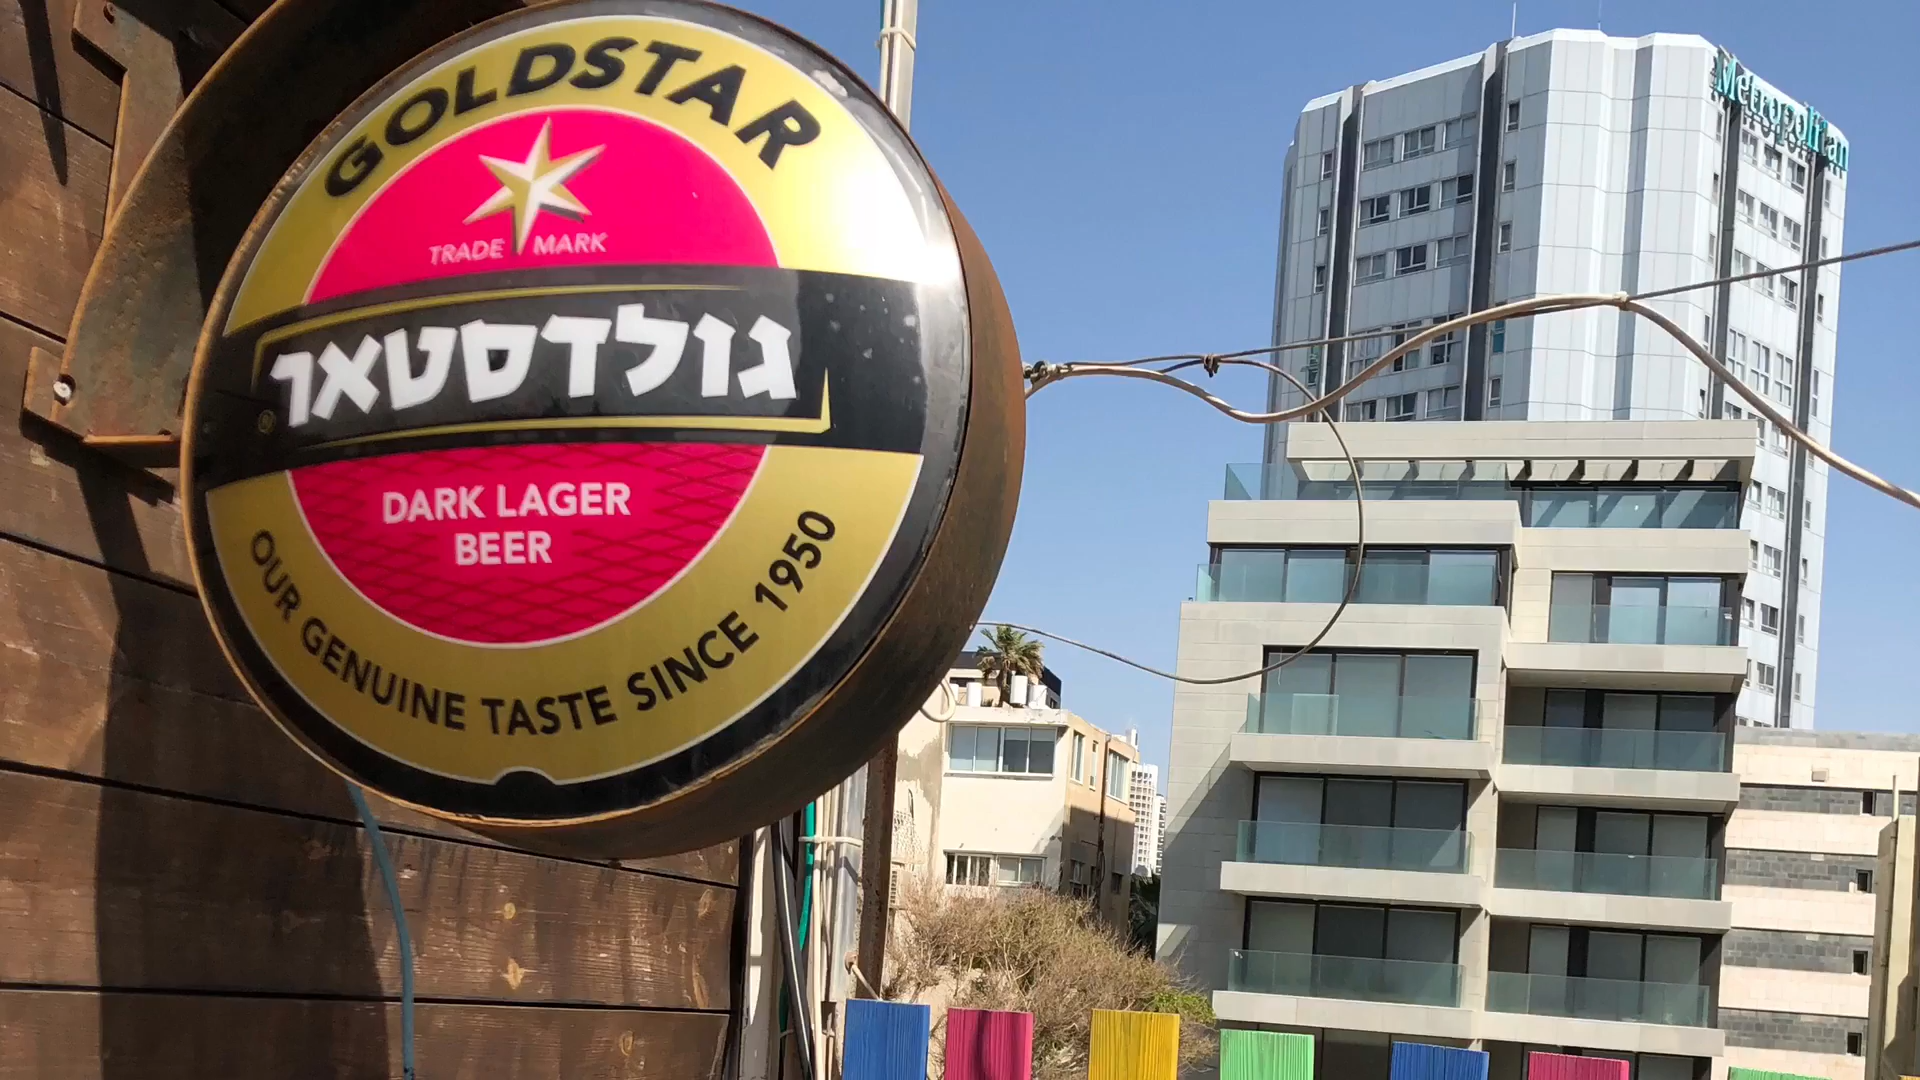 GOLDSTAR
TRADE MARK
גולדסטאר
DARK LAGER
BEER
OUR GENUINE TASTE SINCE 1950
Metropolitan